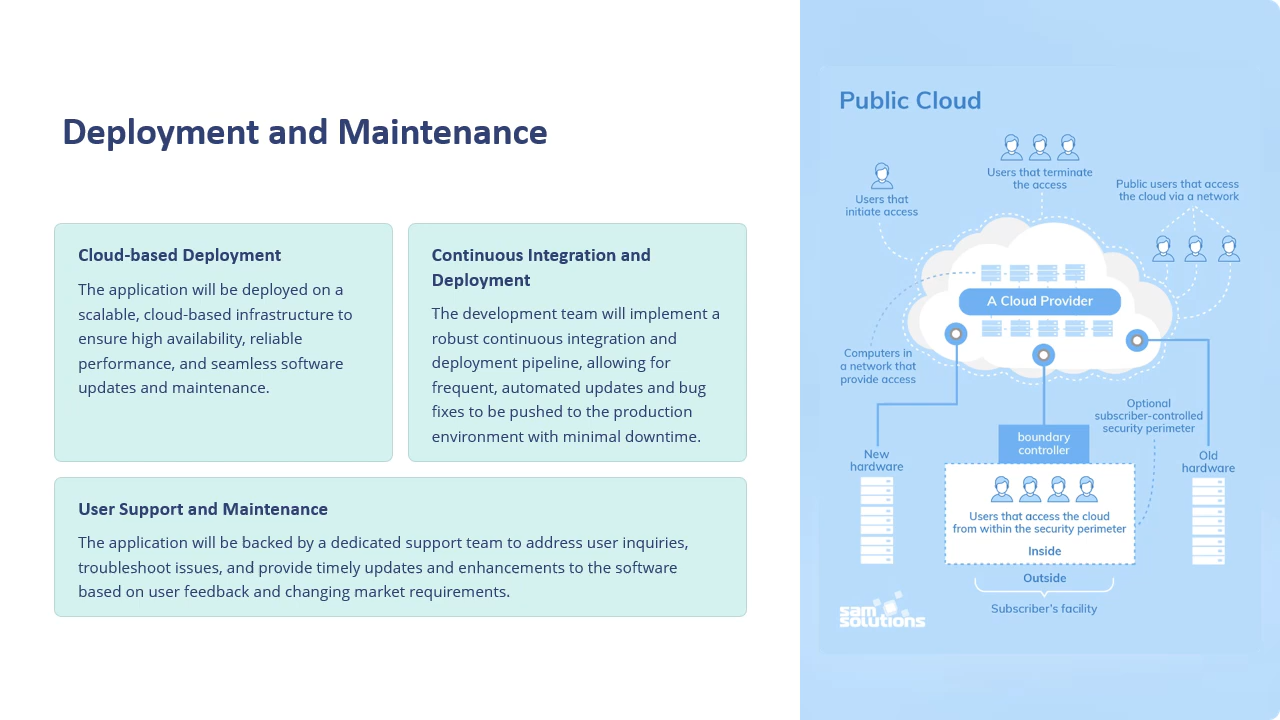 Deployment and Maintenance
Cloud-based Deployment
The application will be deployed on a
scalable, cloud-based infrastructure to
ensure high availability, reliable
performance, and seamless software
updates and maintenance.
Continuous Integration and
Deployment
The development team will implement a
robust continuous integration and
deployment pipeline, allowing for
frequent, automated updates and bug
fixes to be pushed to the production
environment with minimal downtime.
User Support and Maintenance
The application will be backed by a dedicated support team to address user inquiries,
troubleshoot issues, and provide timely updates and enhancements to the software
based on user feedback and changing market requirements.
Public Cloud
Users that
initiate access
Users that terminate
the access
Public users that access
the cloud via a network
A Cloud Provider
Computers in
a network that
provide access
Optional
subscriber-controlled
security perimeter
boundary
controller
New
hardware
Old
hardware
Users that access the cloud
from within the security perimeter
Inside
Outside
Subscriber's facility
sam
solutions